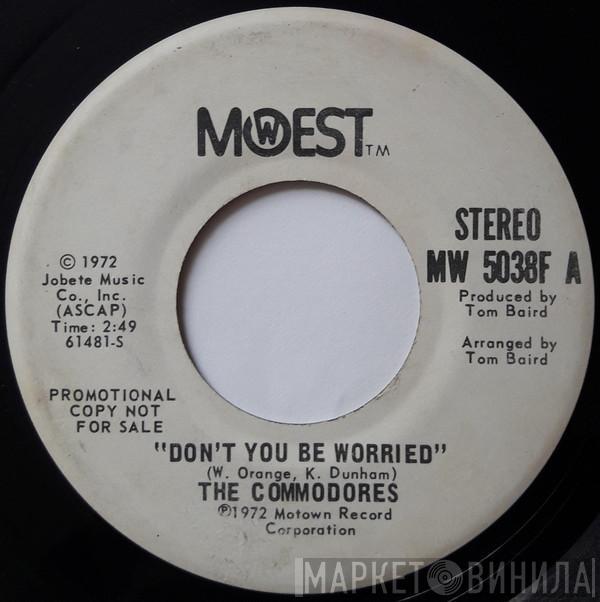 MOWEST TM
STEREO
MW 5038F A
Produced by
Tom Baird
Arranged by
Tom Baird
© 1972
Jobete Music
Co., Inc.
(ASCAP)
Time: 2:49
61481-S
PROMOTIONAL
COPY NOT
FOR SALE
"DON'T YOU BE WORRIED"
(W. Orange, K. Dunham)
THE COMMODORES
℗1972 Motown Record
Corporation
МАРКЕТ ВИНИЛА